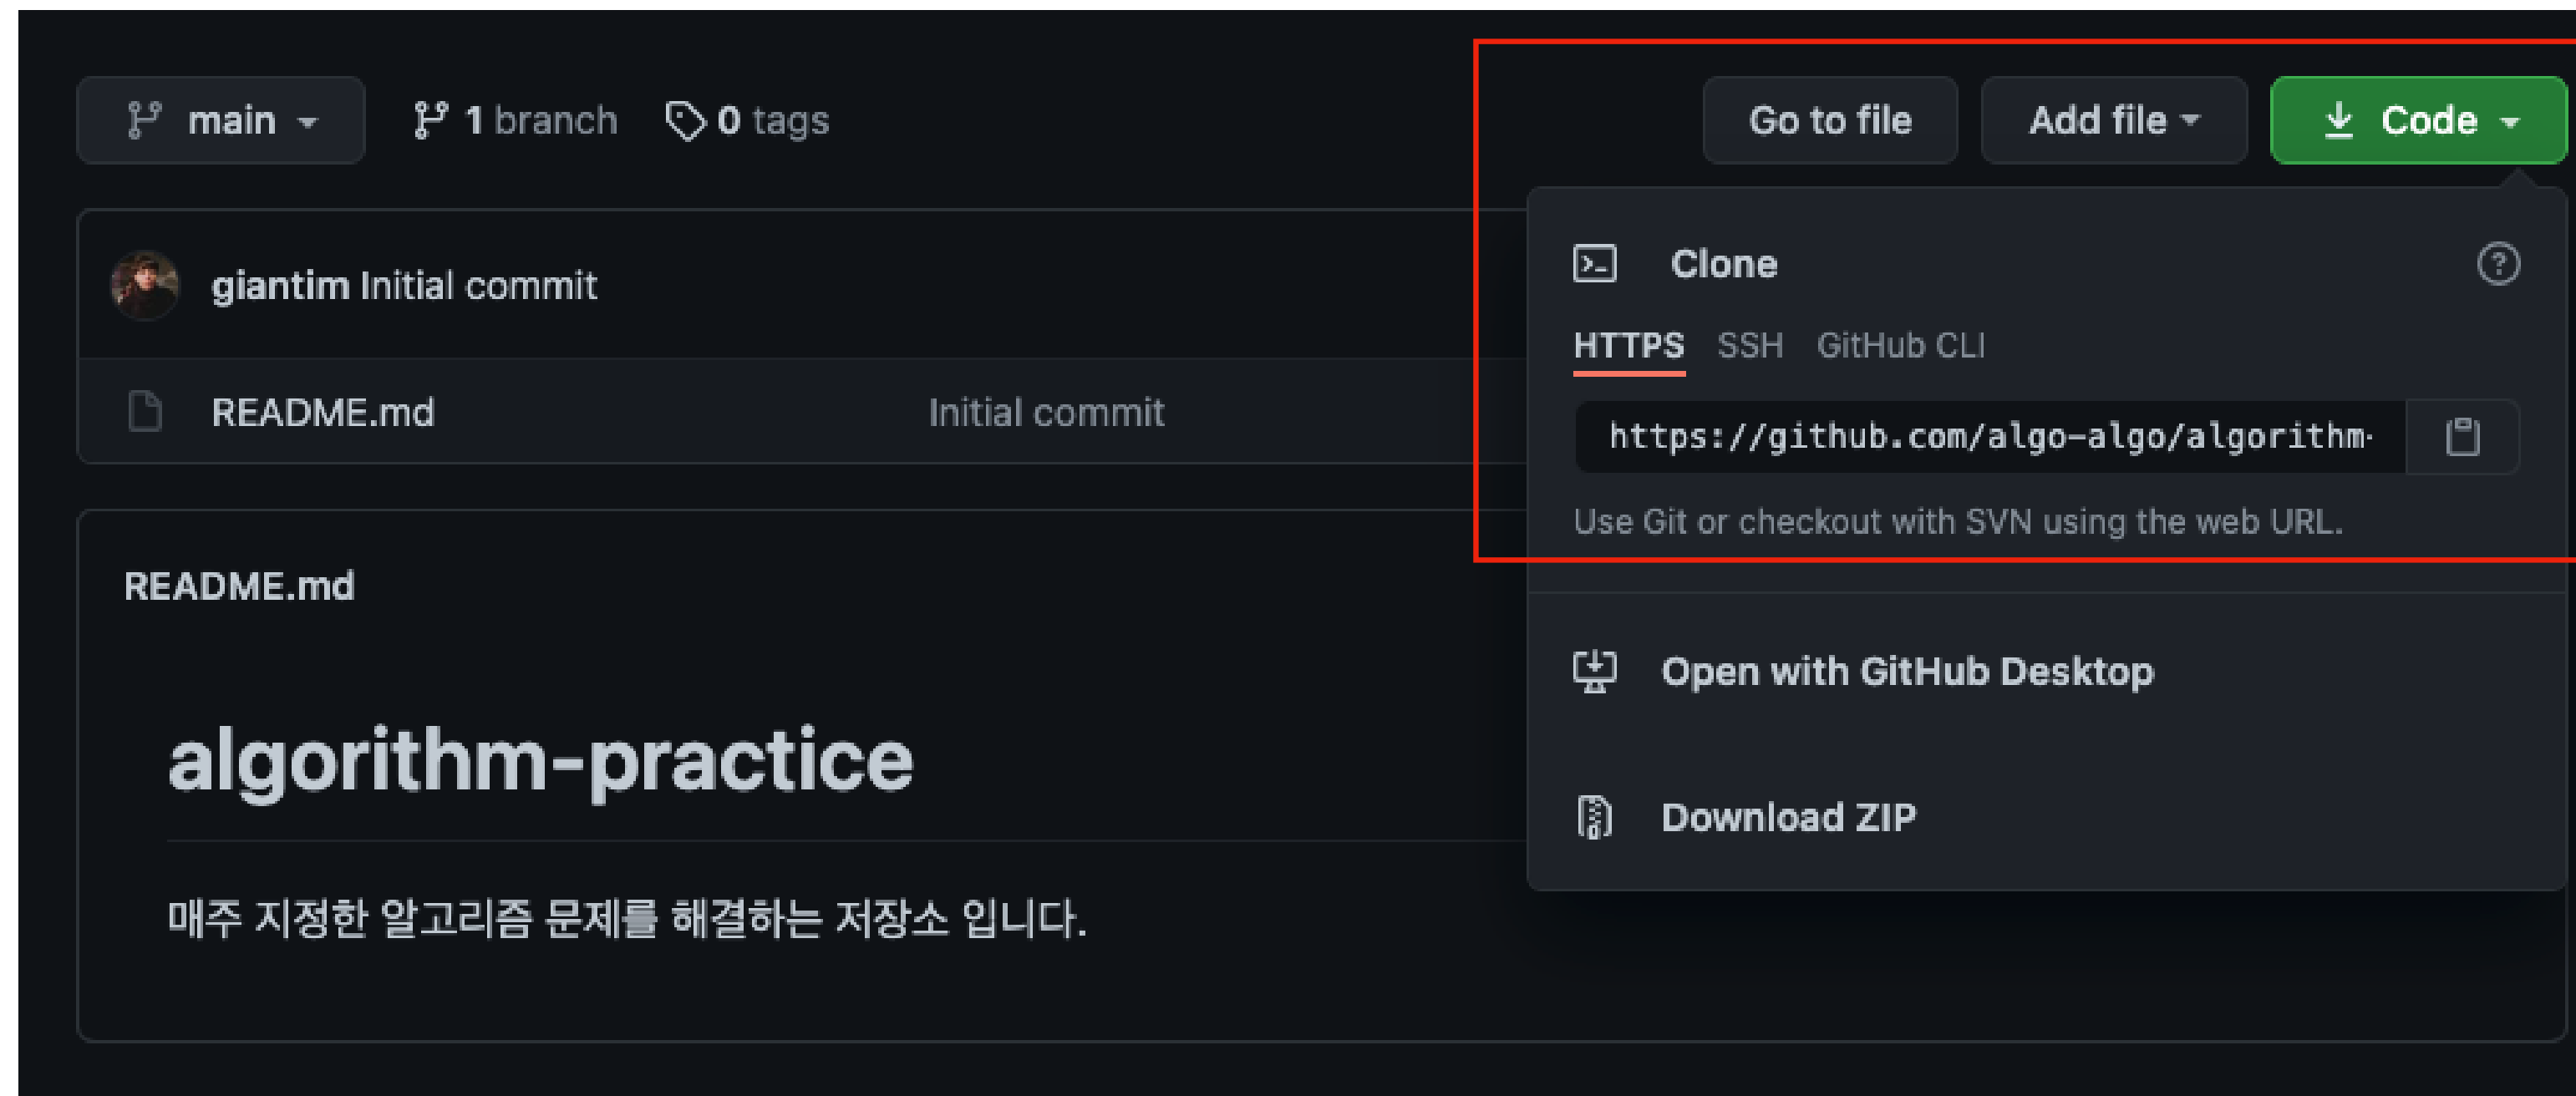 main 1 branch 0 tags Go to file Add file Code
giantim Initial commit
README.md Initial commit
Clone
HTTPS SSH GitHub CLI
https://github.com/algo-algo/algorithm-
Use Git or checkout with SVN using the web URL.
Open with GitHub Desktop
Download ZIP
README.md
algorithm-practice
매주 지정한 알고리즘 문제를 해결하는 저장소 입니다.